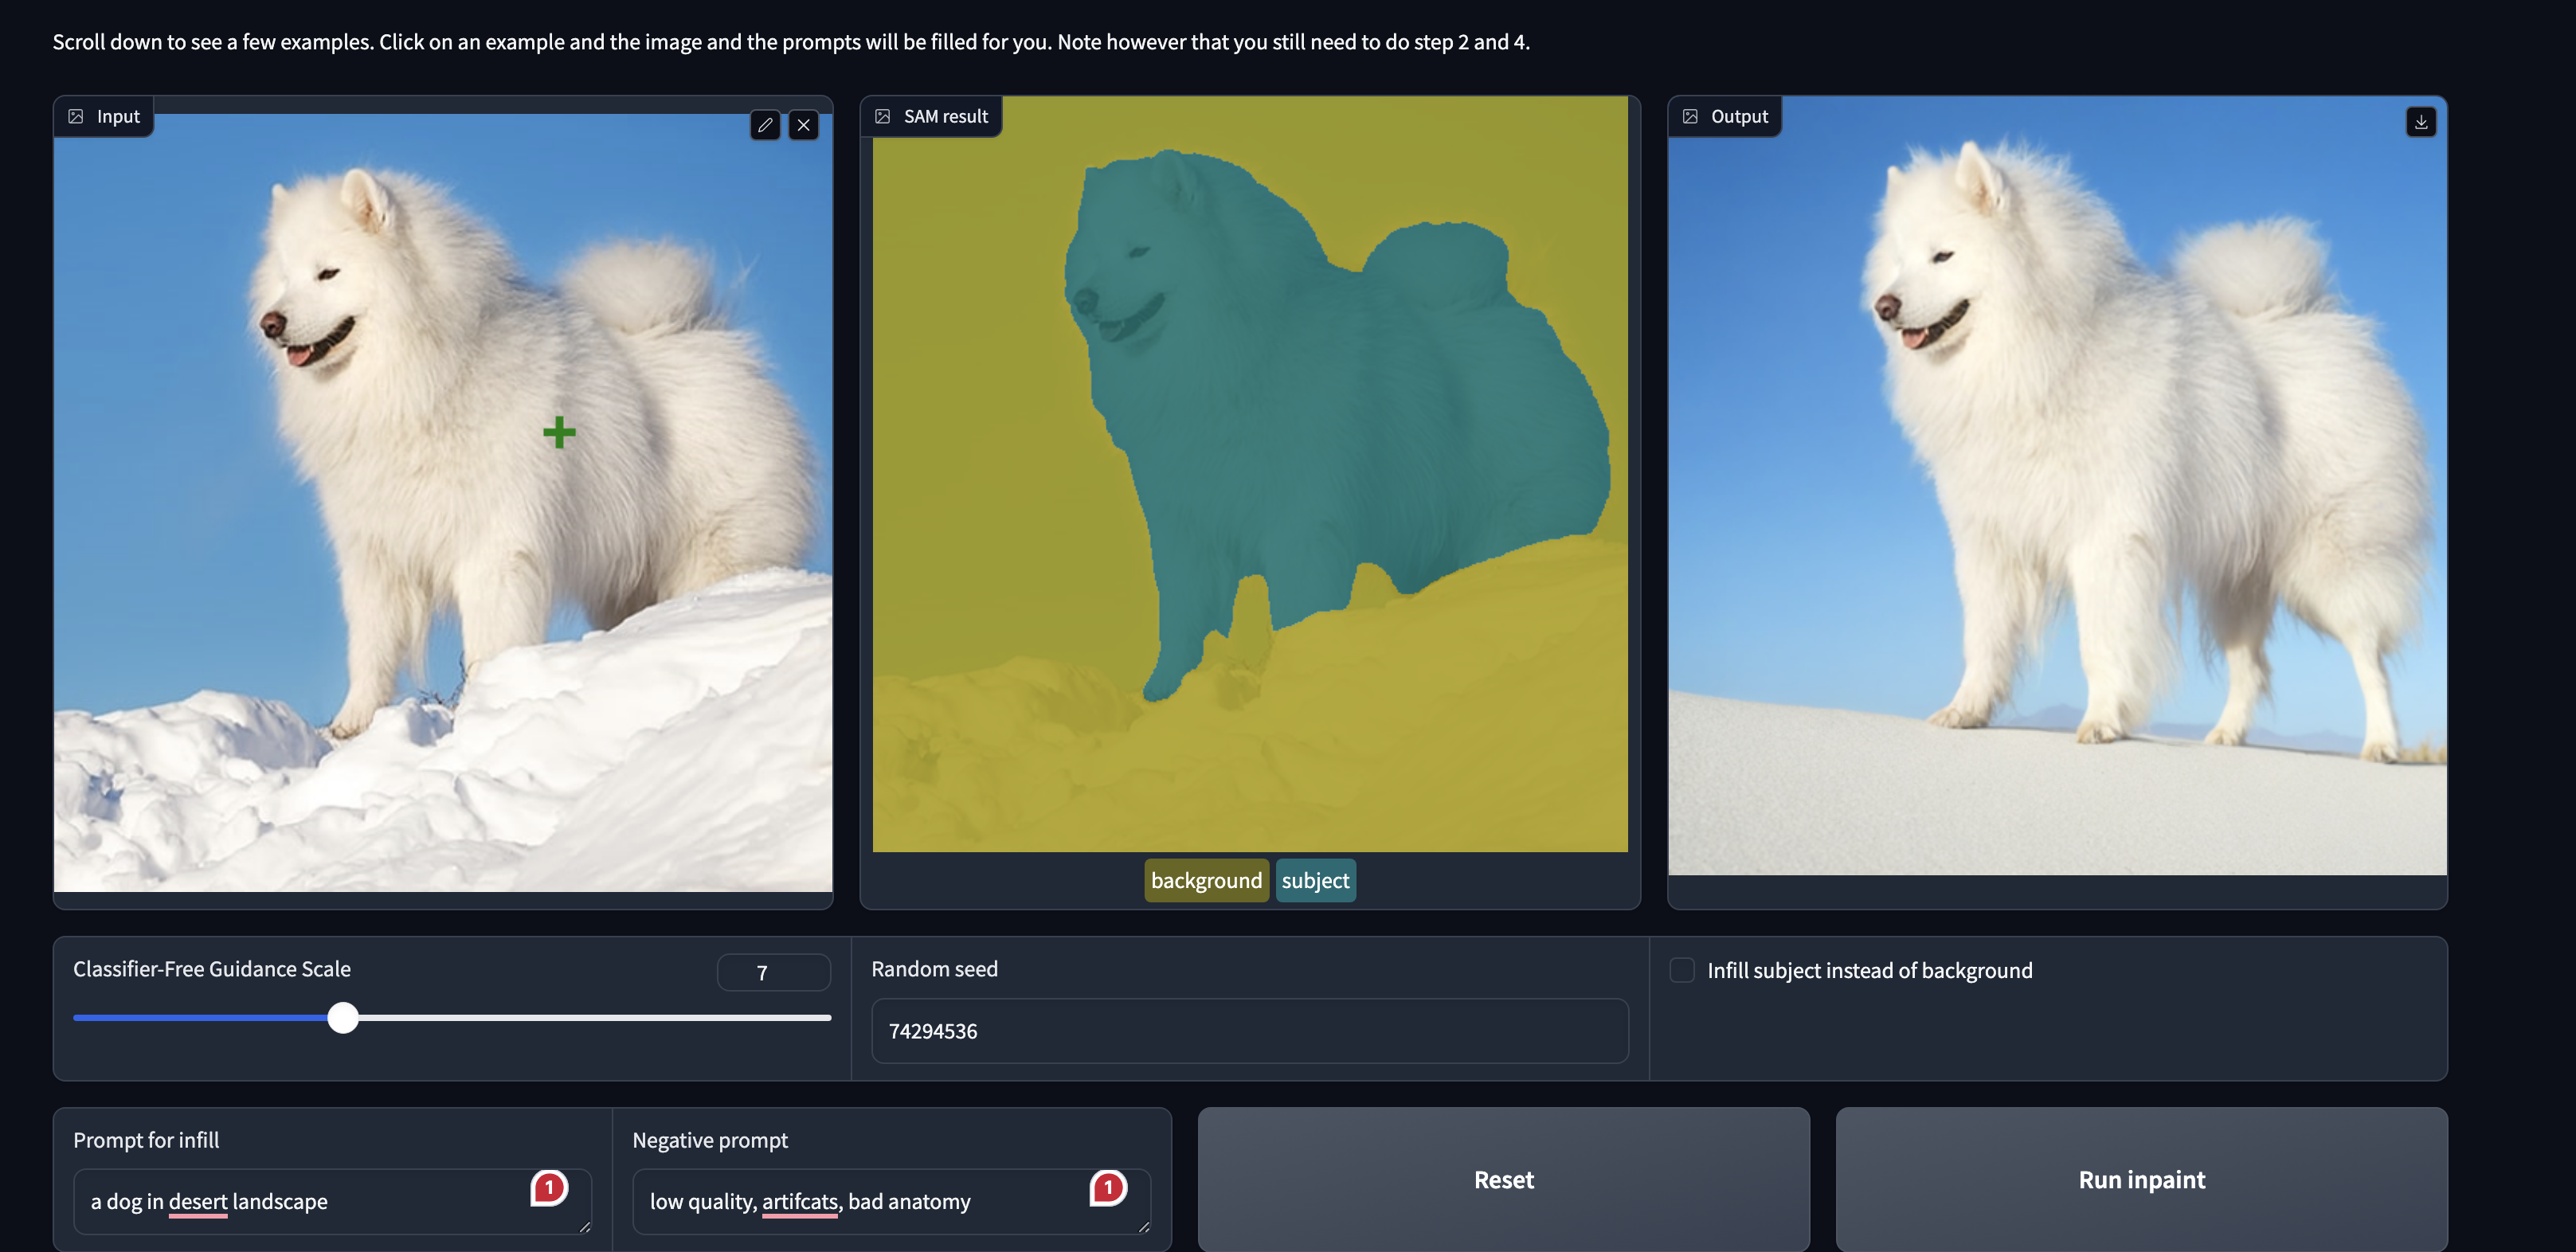 Scroll down to see a few examples. Click on an example and the image and the prompts will be filled for you. Note however that you still need to do step 2 and 4.
Input
SAM result
Output
background subject
Classifier-Free Guidance Scale
7
Random seed
74294536
Infill subject instead of background
Prompt for infill
a dog in desert landscape
1
Negative prompt
low quality, artifcats, bad anatomy
1
Reset
Run inpaint